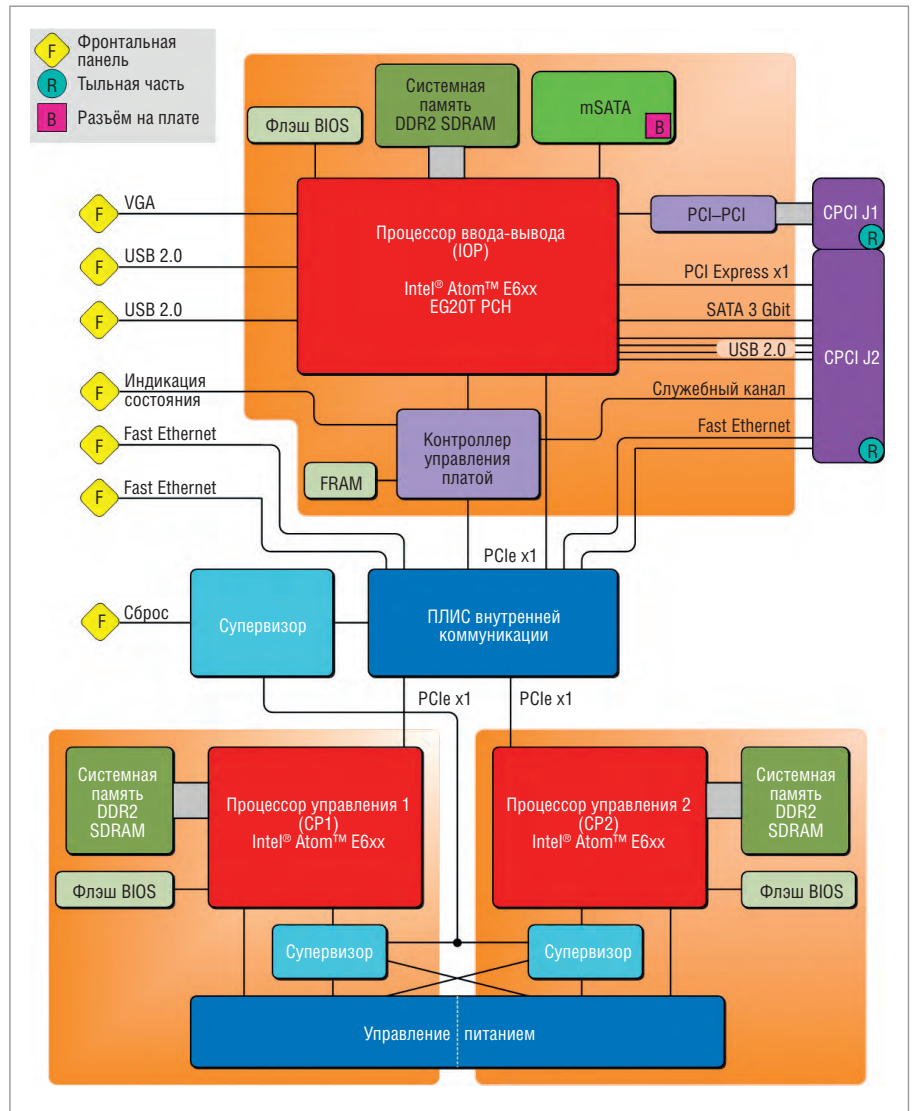 F
Фронтальная
панель
R
Тыльная часть
B
Разъём на плате
Флэш BIOS
Системная
память
DDR2 SDRAM
mSATA
B
F
VGA
F
USB 2.0
F
USB 2.0
Процессор ввода-вывода
(IOP)
Intel® Atom™ E6xx
EG20T PCH
PCI–PCI
CPCI J1
R
PCI Express x1
SATA 3 Gbit
USB 2.0
CPCI J2
R
F
Индикация
состояния
Служебный канал
F
Fast Ethernet
Fast Ethernet
F
Fast Ethernet
Контроллер
управления
платой
FRAM
PCIe x1
F
Сброс
Супервизор
ПЛИС внутренней
коммуникации
PCIe x1
PCIe x1
Системная
память
DDR2
SDRAM
Процессор управления 1
(CP1)
Intel® Atom™ E6xx
Флэш BIOS
Процессор управления 2
(CP2)
Intel® Atom™ E6xx
Системная
память
DDR2
SDRAM
Флэш BIOS
Супервизор
Супервизор
Управление питанием